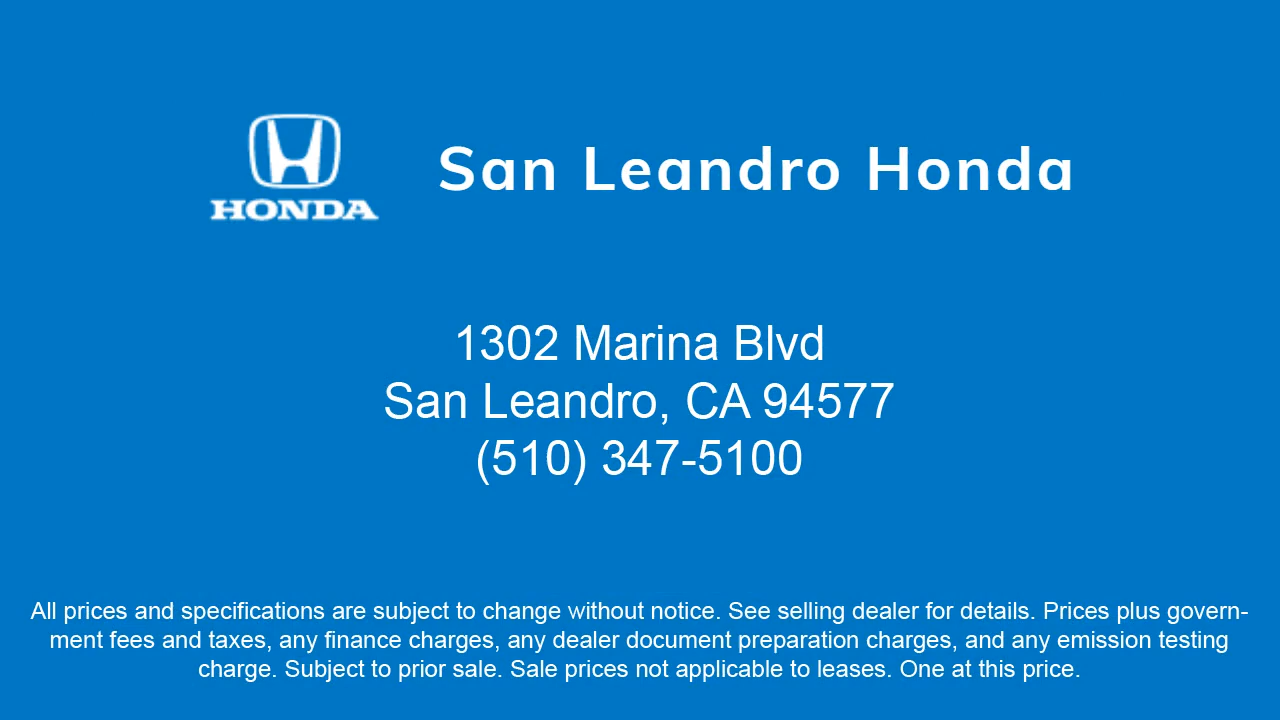 HONDA
San Leandro Honda
1302 Marina Blvd
San Leandro, CA 94577
(510) 347-5100
All prices and specifications are subject to change without notice. See selling dealer for details. Prices plus govern-
ment fees and taxes, any finance charges, any dealer document preparation charges, and any emission testing
charge. Subject to prior sale. Sale prices not applicable to leases. One at this price.